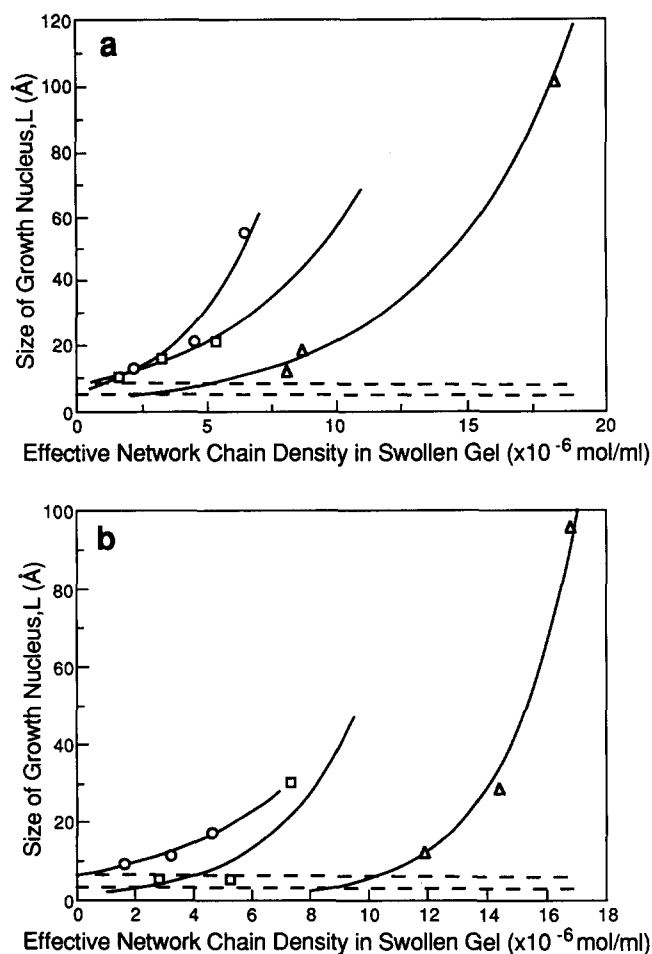 a
120
100
80
60
40
20
0
Size of Growth Nucleus,L (Å)
0
5
10
15
20
Effective Network Chain Density in Swollen Gel (x10 -6 mol/ml)
b
100
80
60
40
20
0
Size of Growth Nucleus,L (Å)
0 2 4 6 8 10 12 14 16 18
Effective Network Chain Density in Swollen Gel (x10 -6 mol/ml)